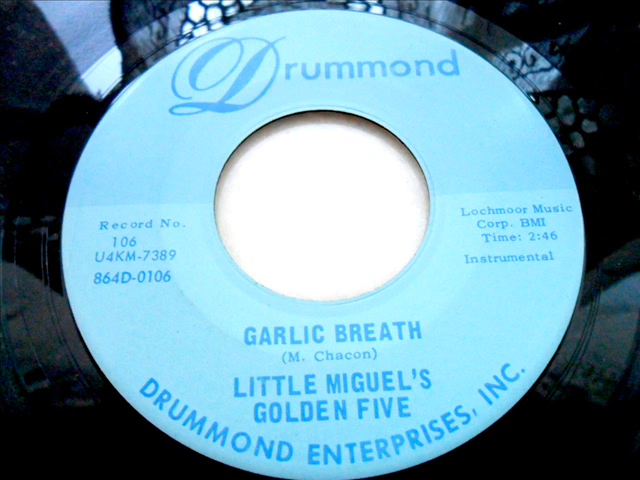 Drummond
Record No.
106
U4KM-7389
864D-0106
Lochmoor Music
Corp. BMI
Time: 2:46
Instrumental
GARLIC BREATH
(M. Chacon)
LITTLE MIGUEL'S
GOLDEN FIVE
DRUMMOND ENTERPRISES, INC.